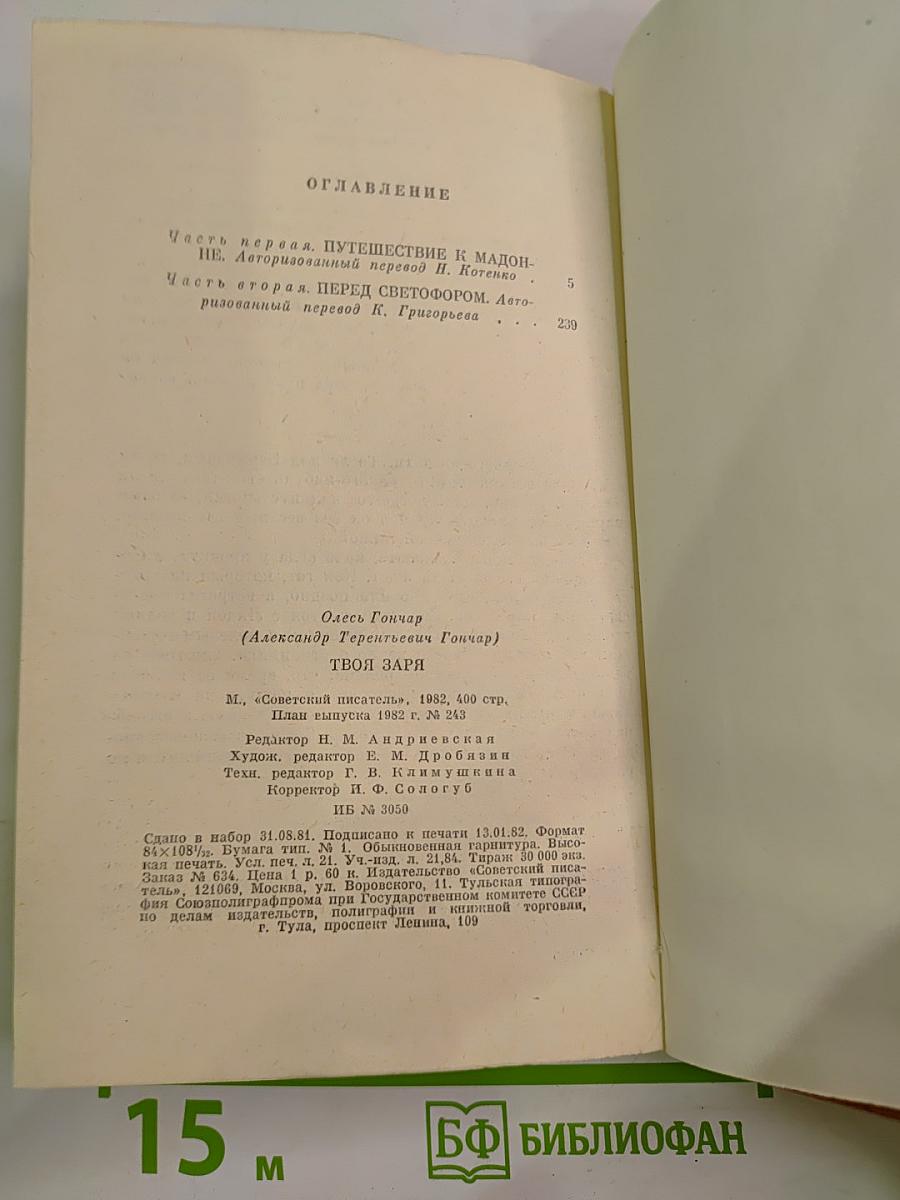 ОГЛАВЛЕНИЕ
Часть первая. ПУТЕШЕСТВИЕ К МАДОН-
НЕ. Авторизованный перевод Н. Котенко . 5
Часть вторая. ПЕРЕД СВЕТОФОРОМ. Авто-
ризованный перевод К. Григорьева . . . 239
Олесь Гончар
(Александр Терентьевич Гончар)
ТВОЯ ЗАРЯ
М., «Советский писатель», 1982, 400 стр.
План выпуска 1982 г. № 243
Редактор Н. М. Андриевская
Худож. редактор Е. М. Дробязин
Техн. редактор Г. В. Климушкина
Корректор И. Ф. Сологуб
ИБ № 3050
Сдано в набор 31.08.81. Подписано к печати 13.01.82. Формат
84×108¹/₃₂. Бумага тип. № 1. Обыкновенная гарнитура. Высо-
кая печать. Усл. печ. л. 21. Уч.-изд. л. 21,84. Тираж 30 000 экз.
Заказ № 634. Цена 1 р. 60 к. Издательство «Советский писа-
тель», 121069, Москва, ул. Воровского, 11. Тульская типогра-
фия Союзполиграфпрома при Государственном комитете СССР
по делам издательств, полиграфии и книжной торговли,
г. Тула, проспект Ленина, 109
15 м
БФ БИБЛИОФАН